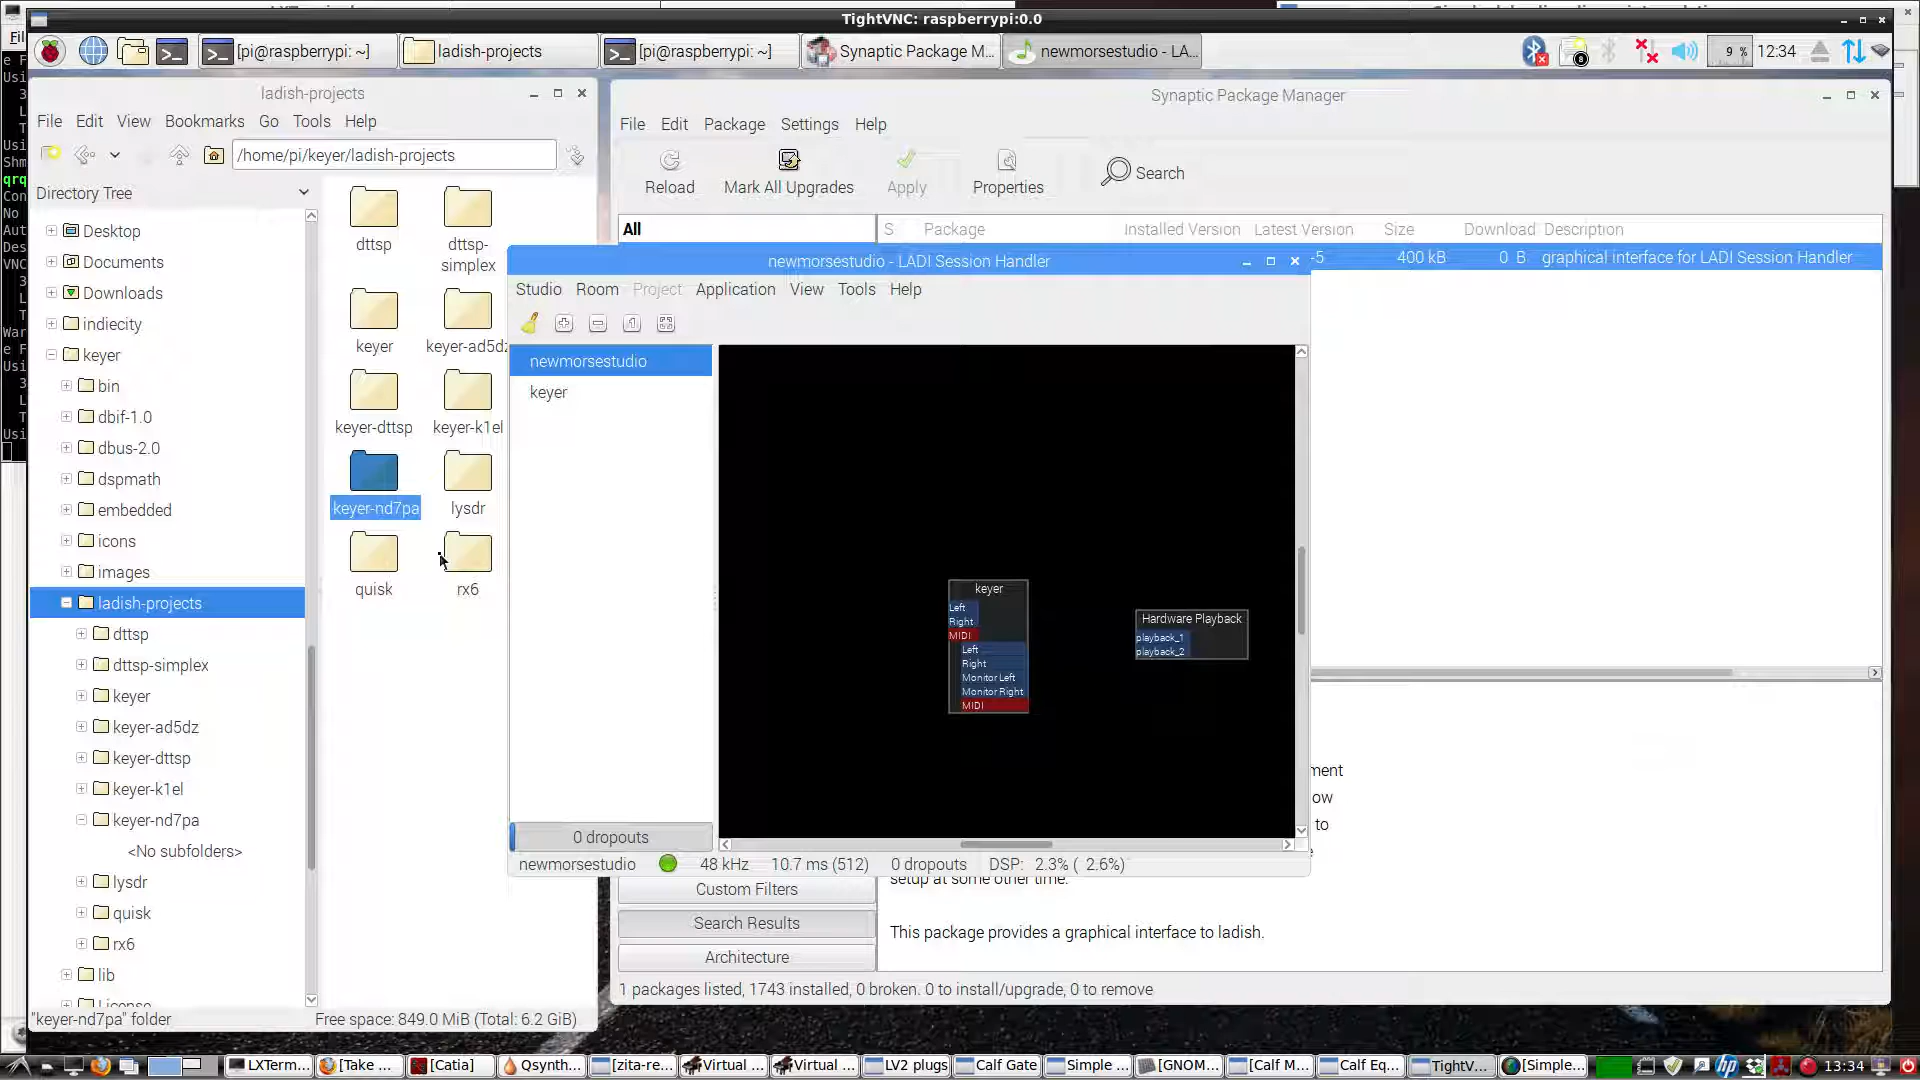 TightVNC: raspberrypi:0.0
[pi@raspberrypi: ~]
ladish-projects
[pi@raspberrypi: ~]
Synaptic Package M...
newmorsestudio - LA...
9 %
12:34
ladish-projects
File Edit View Bookmarks Go Tools Help
/home/pi/keyer/ladish-projects
Directory Tree
Desktop
Documents
Downloads
indiecity
keyer
bin
dbif-1.0
dbus-2.0
dspmath
embedded
icons
images
ladish-projects
dttsp
dttsp-simplex
keyer
keyer-ad5dz
keyer-dttsp
keyer-k1el
keyer-nd7pa
<No subfolders>
lysdr
quisk
rx6
lib
License
dttsp
dttsp-
simplex
keyer
keyer-ad5dz
keyer-dttsp
keyer-k1el
keyer-nd7pa
lysdr
quisk
rx6
"keyer-nd7pa" folder
Free space: 849.0 MiB (Total: 6.2 GiB)
Synaptic Package Manager
File Edit Package Settings Help
Reload
Mark All Upgrades
Apply
Properties
Search
All
S Package Installed Version Latest Version Size Download Description
-5 400 kB 0 B graphical interface for LADI Session Handler
newmorsestudio - LADI Session Handler
Studio Room Project Application View Tools Help
newmorsestudio
keyer
keyer
Left
Right
MIDI
Left
Right
Monitor Left
Monitor Right
MIDI
Hardware Playback
playback_1
playback_2
0 dropouts
newmorsestudio 48 kHz 10.7 ms (512) 0 dropouts DSP: 2.3% ( 2.6%)
ment
ow
to
setup at some other time.
This package provides a graphical interface to ladish.
Custom Filters
Search Results
Architecture
1 packages listed, 1743 installed, 0 broken. 0 to install/upgrade, 0 to remove
LXTerm...
[Take ...
[Catia]
Qsynth...
[zita-re...
Virtual ...
Virtual ...
LV2 plugs
Calf Gate
Simple ...
[GNOM...
[Calf M...
Calf Eq...
TightV...
[Simple...
13:34